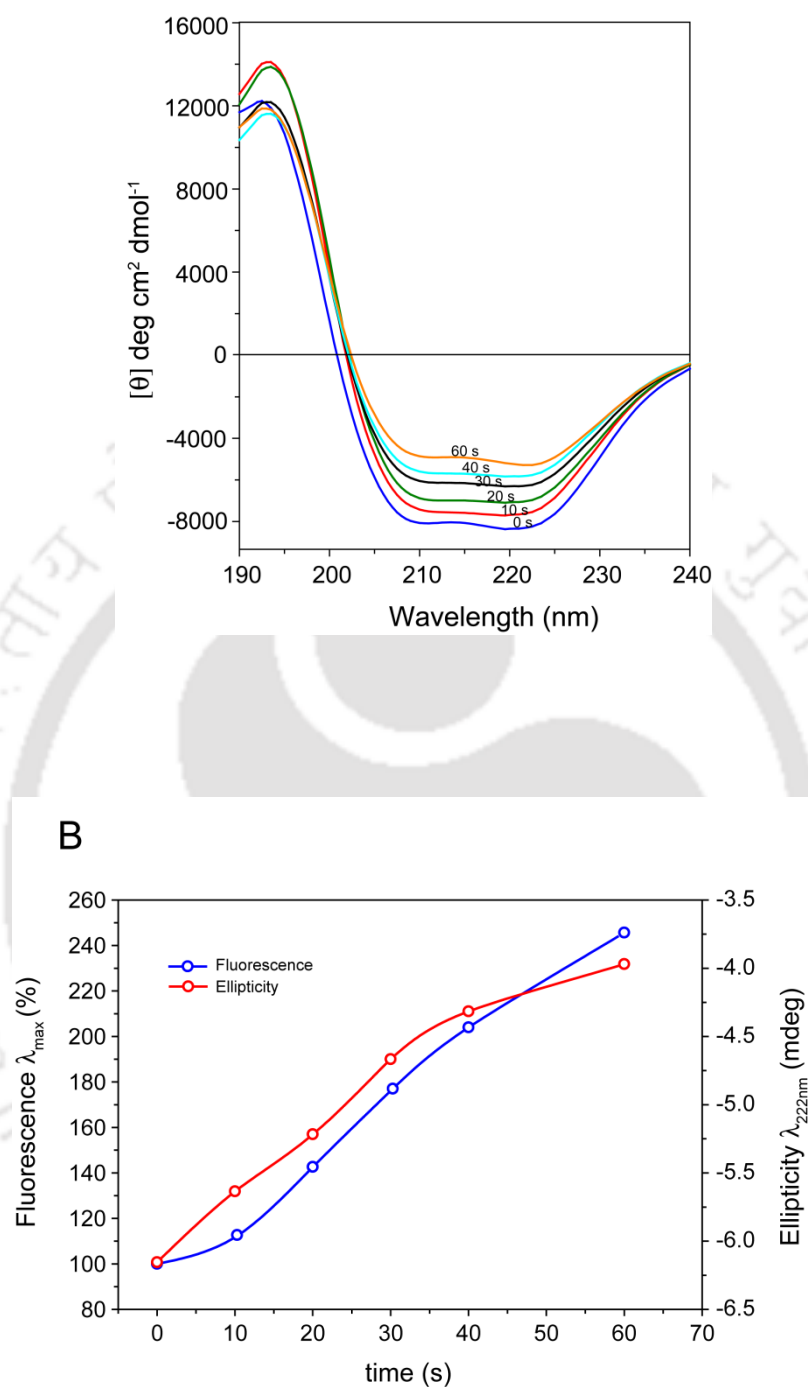 16000
12000
8000
4000
0
-4000
-8000
[θ] deg cm² dmol⁻¹
60 s
40 s
30 s
20 s
10 s
0 s
190 200 210 220 230 240
Wavelength (nm)
B
260
240
220
200
180
160
140
120
100
80
Fluorescence λmax (%)
Fluorescence
Ellipticity
-3.5
-4.0
-4.5
-5.0
-5.5
-6.0
-6.5
Ellipticity λ222nm (mdeg)
0 10 20 30 40 50 60 70
time (s)